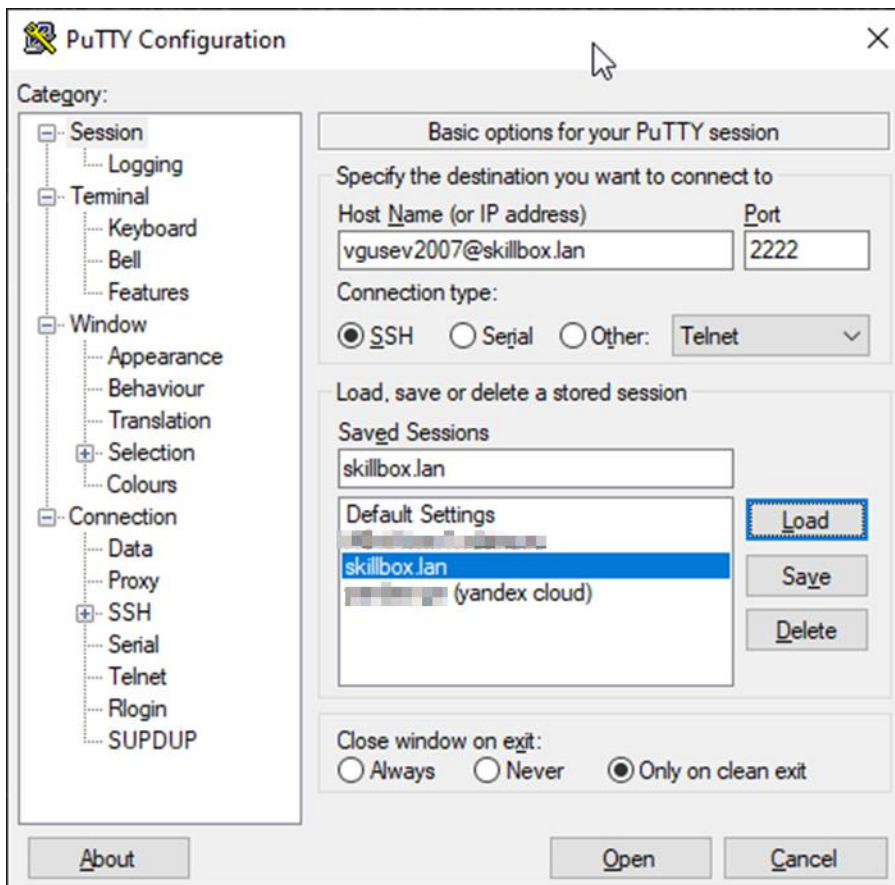 PuTTY Configuration
Category:
Session
Logging
Terminal
Keyboard
Bell
Features
Window
Appearance
Behaviour
Translation
Selection
Colours
Connection
Data
Proxy
SSH
Serial
Telnet
Rlogin
SUPDUP
Basic options for your PuTTY session
Specify the destination you want to connect to
Host Name (or IP address) Port
vgusev2007@skillbox.lan 2222
Connection type:
SSH Serial Other: Telnet
Load, save or delete a stored session
Saved Sessions
skillbox.lan
Default Settings
skillbox.lan
(yandex cloud)
Load
Save
Delete
Close window on exit:
Always Never Only on clean exit
About Open Cancel